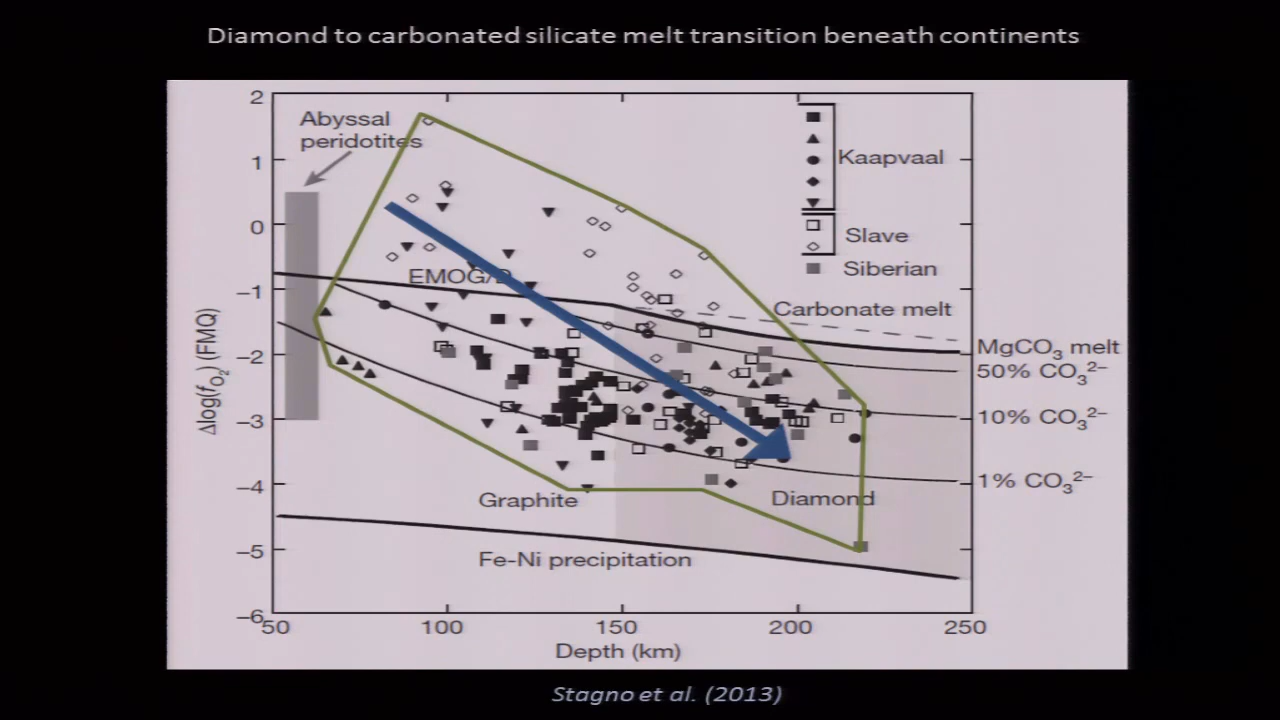 Diamond to carbonated silicate melt transition beneath continents
2
1
0
−1
−2
−3
−4
−5
−6
Δlog(fO2) (FMQ)
Abyssal
peridotites
EMOG/D
Kaapvaal
Slave
Siberian
Carbonate melt
MgCO3 melt
50% CO3²⁻
10% CO3²⁻
1% CO3²⁻
Graphite
Diamond
Fe-Ni precipitation
50
100
150
200
250
Depth (km)
Stagno et al. (2013)